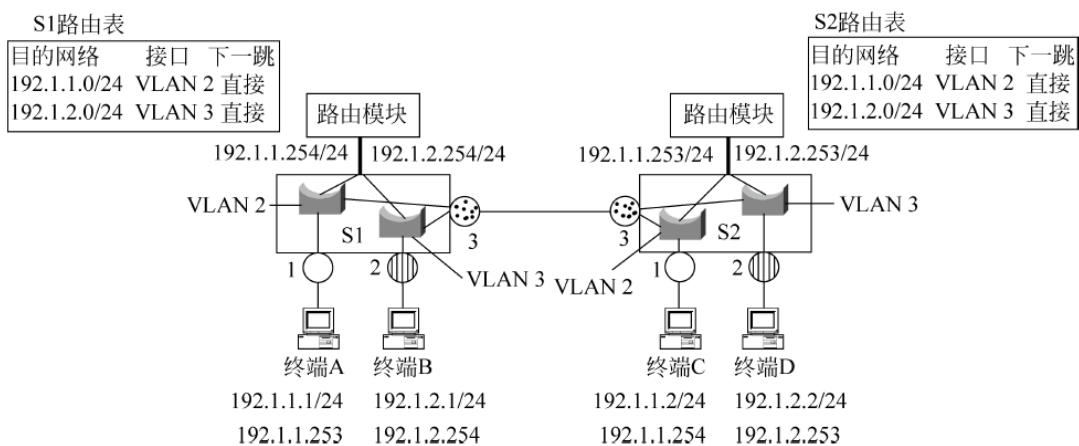 S1路由表
目的网络 接口 下一跳
192.1.1.0/24 VLAN 2 直接
192.1.2.0/24 VLAN 3 直接
S2路由表
目的网络 接口 下一跳
192.1.1.0/24 VLAN 2 直接
192.1.2.0/24 VLAN 3 直接
路由模块
路由模块
192.1.1.254/24 192.1.2.254/24
192.1.1.253/24 192.1.2.253/24
VLAN 2
S1
3
VLAN 3
1
2
3
S2
VLAN 3
VLAN 2
1
2
终端A
终端B
终端C
终端D
192.1.1.1/24
192.1.2.1/24
192.1.1.2/24
192.1.2.2/24
192.1.1.253
192.1.2.254
192.1.1.254
192.1.2.253